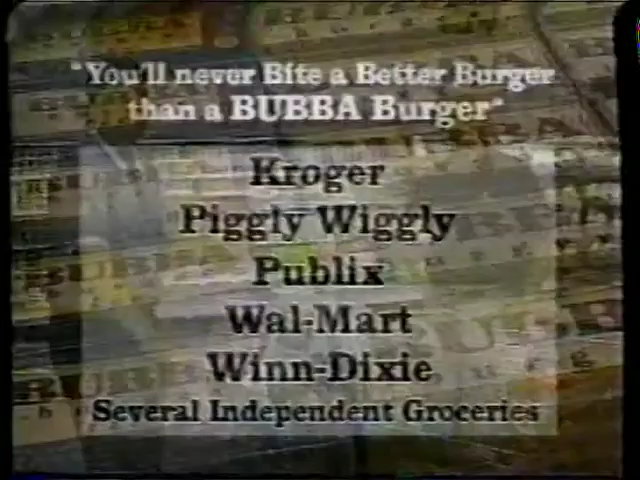 "You'll never Bite a Better Burger
than a BUBBA Burger"
Kroger
Piggly Wiggly
Publix
Wal-Mart
Winn-Dixie
Several Independent Groceries